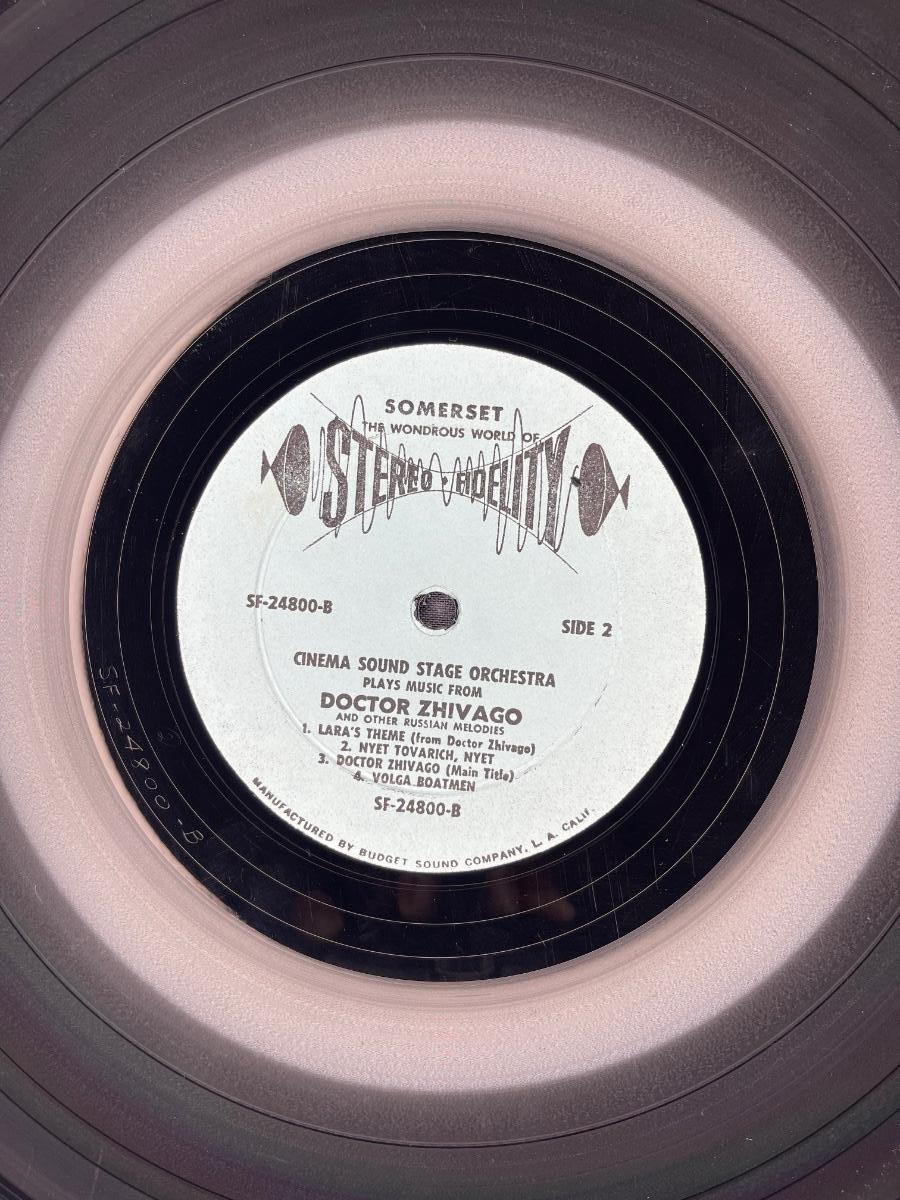 SOMERSET
THE WONDROUS WORLD OF
STEREO · FIDELITY
SF-24800-B
SIDE 2
CINEMA SOUND STAGE ORCHESTRA
PLAYS MUSIC FROM
DOCTOR ZHIVAGO
AND OTHER RUSSIAN MELODIES
1. LARA'S THEME (from Doctor Zhivago)
2. NYET TOVARICH, NYET
3. DOCTOR ZHIVAGO (Main Title)
4. VOLGA BOATMEN
SF-24800-B
MANUFACTURED BY BUDGET SOUND COMPANY, L. A. CALIF.
SF-24800-B